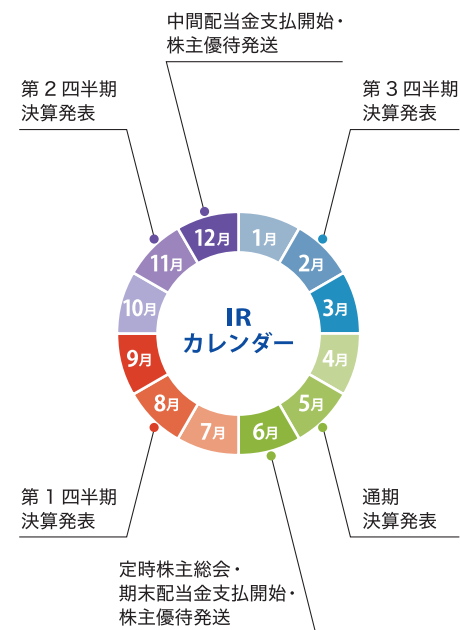 中間配当金支払開始・
株主優待発送
第2四半期
決算発表
第3四半期
決算発表
12月
1月
11月
2月
10月
3月
IR
カレンダー
9月
4月
8月
5月
7月
6月
第1四半期
決算発表
通期
決算発表
定時株主総会・
期末配当金支払開始・
株主優待発送